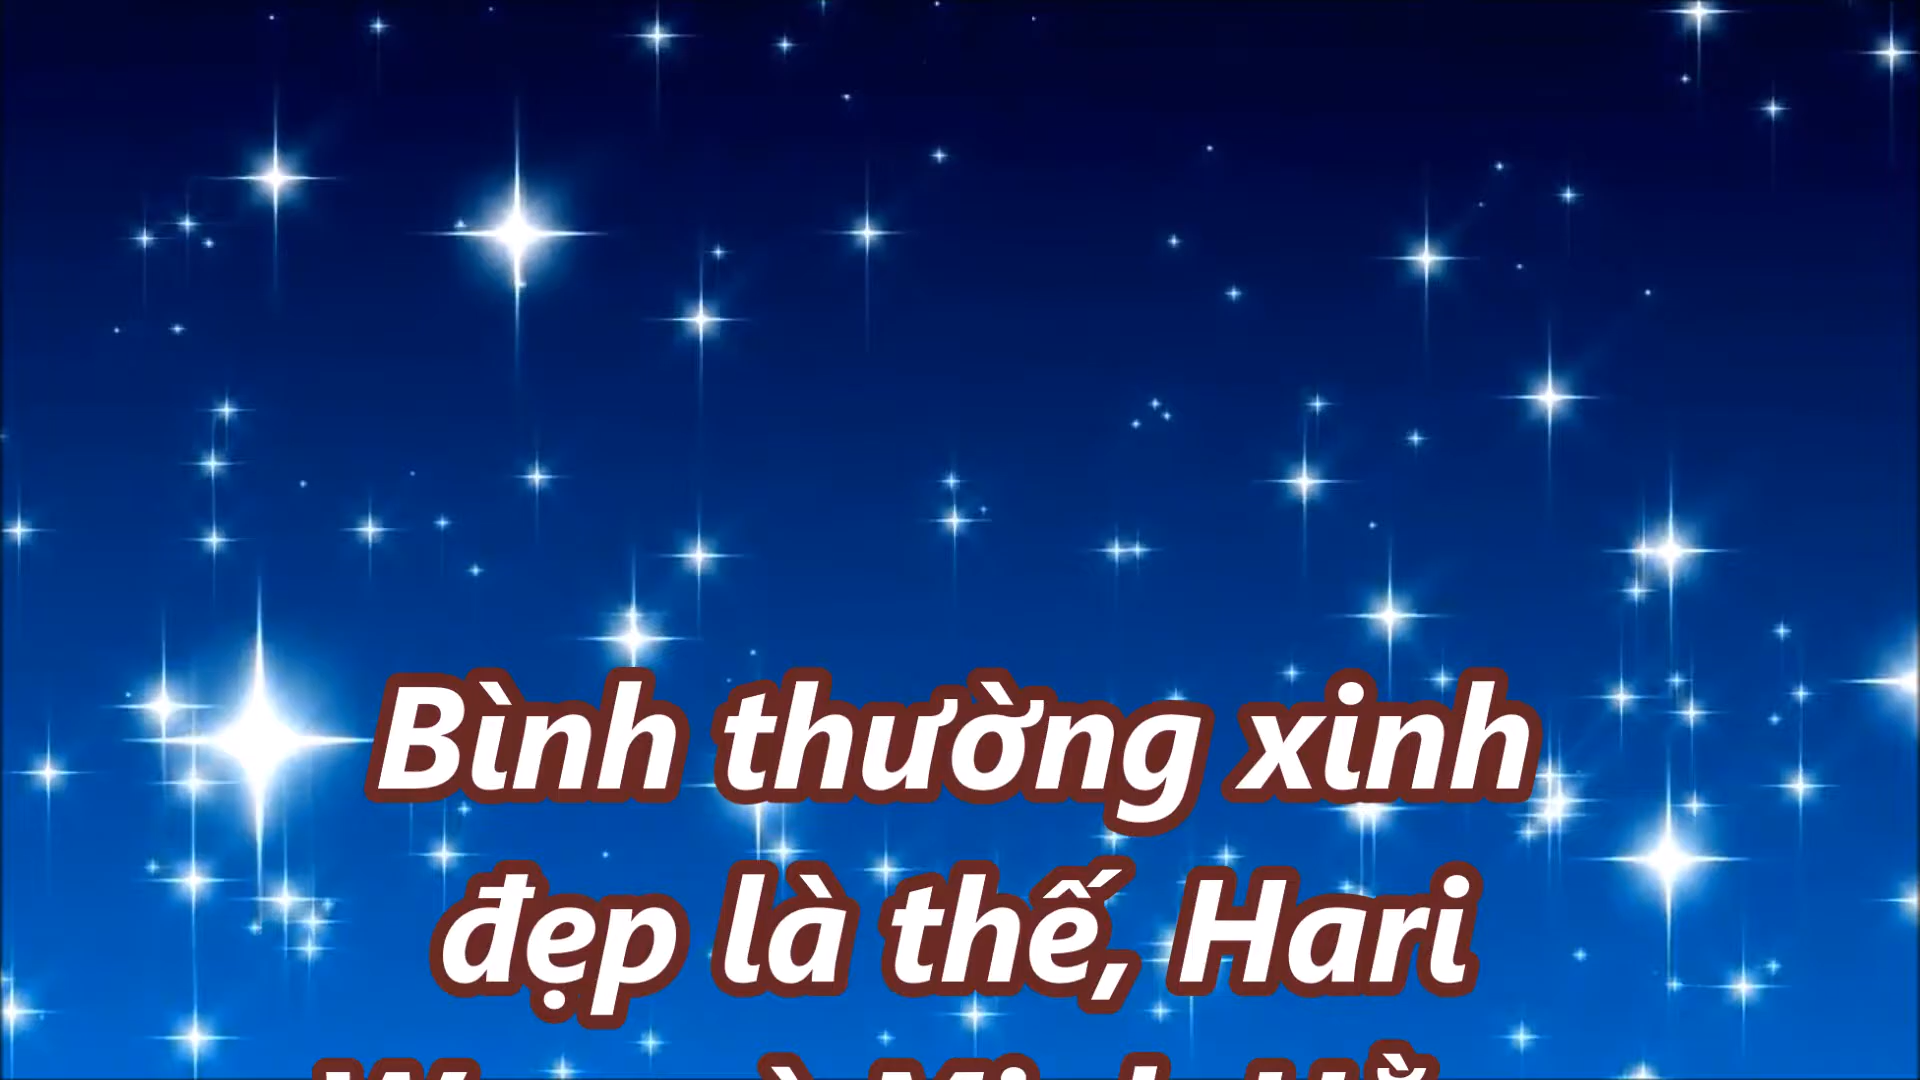 Bình thường xinh
đẹp là thế, Hari